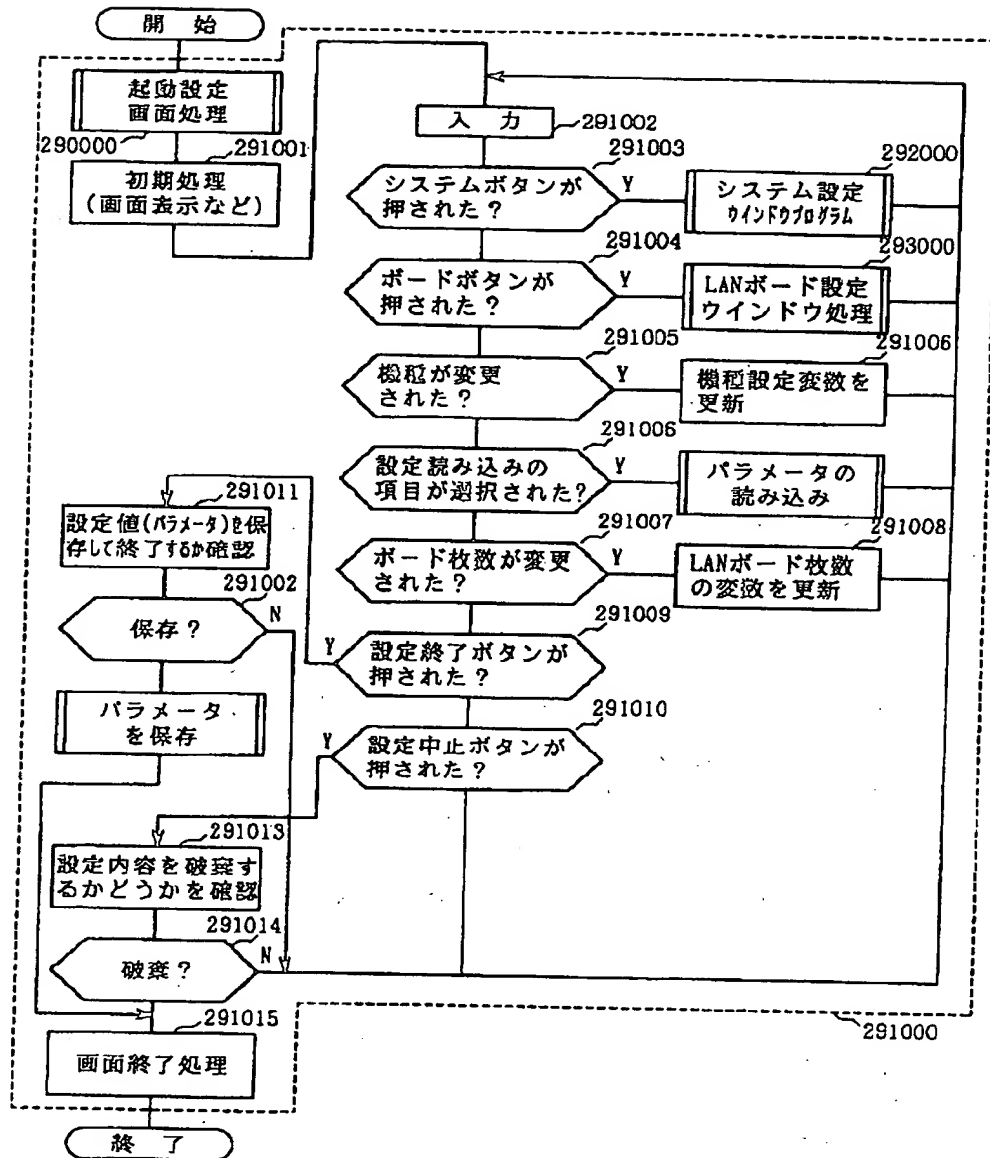 開 始
起動設定
画面処理
290000
291001
初期処理
(画面表示など)
入 力
291002
291003
システムボタンが
押された?
Y
292000
システム設定
ウインドウプログラム
291004
ボードボタンが
押された?
Y
293000
LANボード設定
ウインドウ処理
291005
機種が変更
された?
Y
291006
機種設定変数を
更新
291006
設定読み込みの
項目が選択された?
Y
パラメータの
読み込み
291007
ボード枚数が変更
された?
Y
291008
LANボード枚数
の変数を更新
291009
Y
設定終了ボタンが
押された?
291010
Y
設定中止ボタンが
押された?
291011
設定値(パラメータ)を保
存して終了するか確認
291002
保存?
N
パラメータ
を保存
291013
設定内容を破棄す
るかどうかを確認
291014
破棄?
N
291015
画面終了処理
291000
終 了